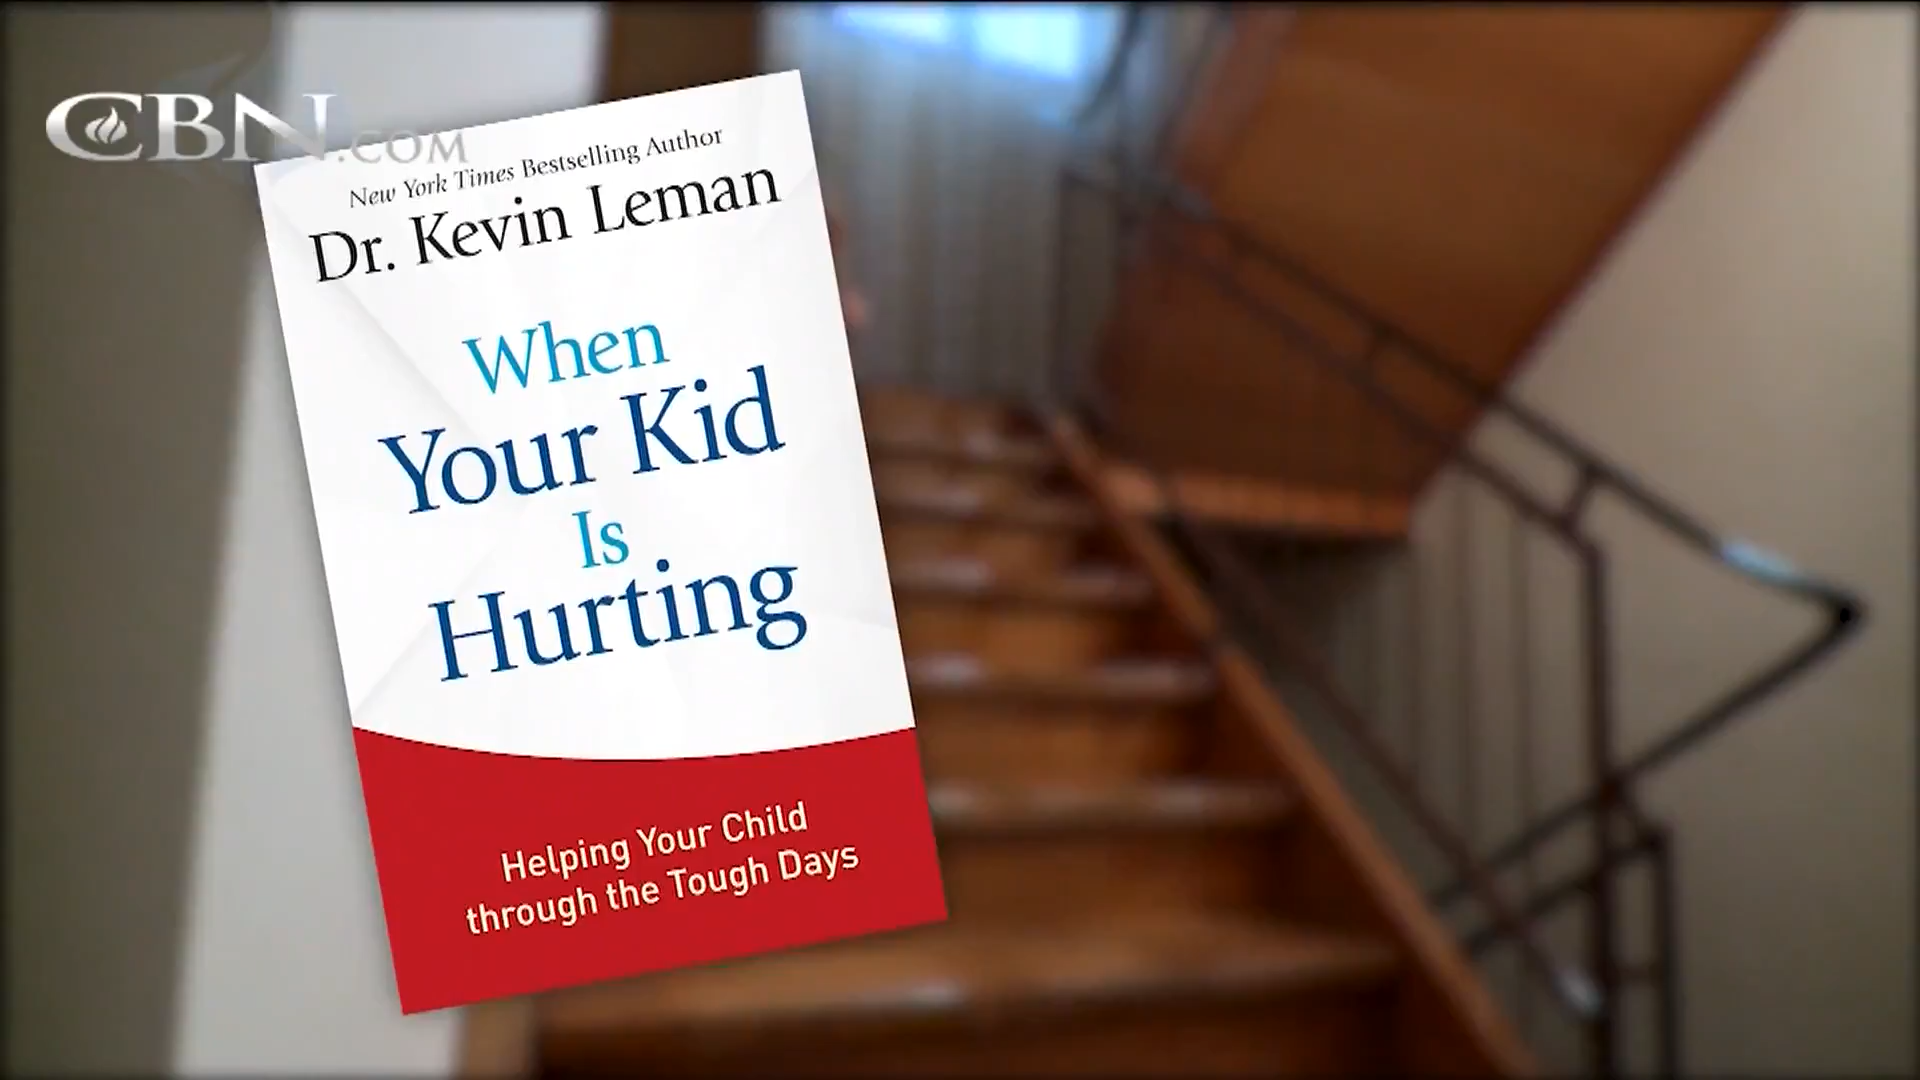 CBN.COM
New York Times Bestselling Author
Dr. Kevin Leman
When
Your Kid
Is
Hurting
Helping Your Child
through the Tough Days